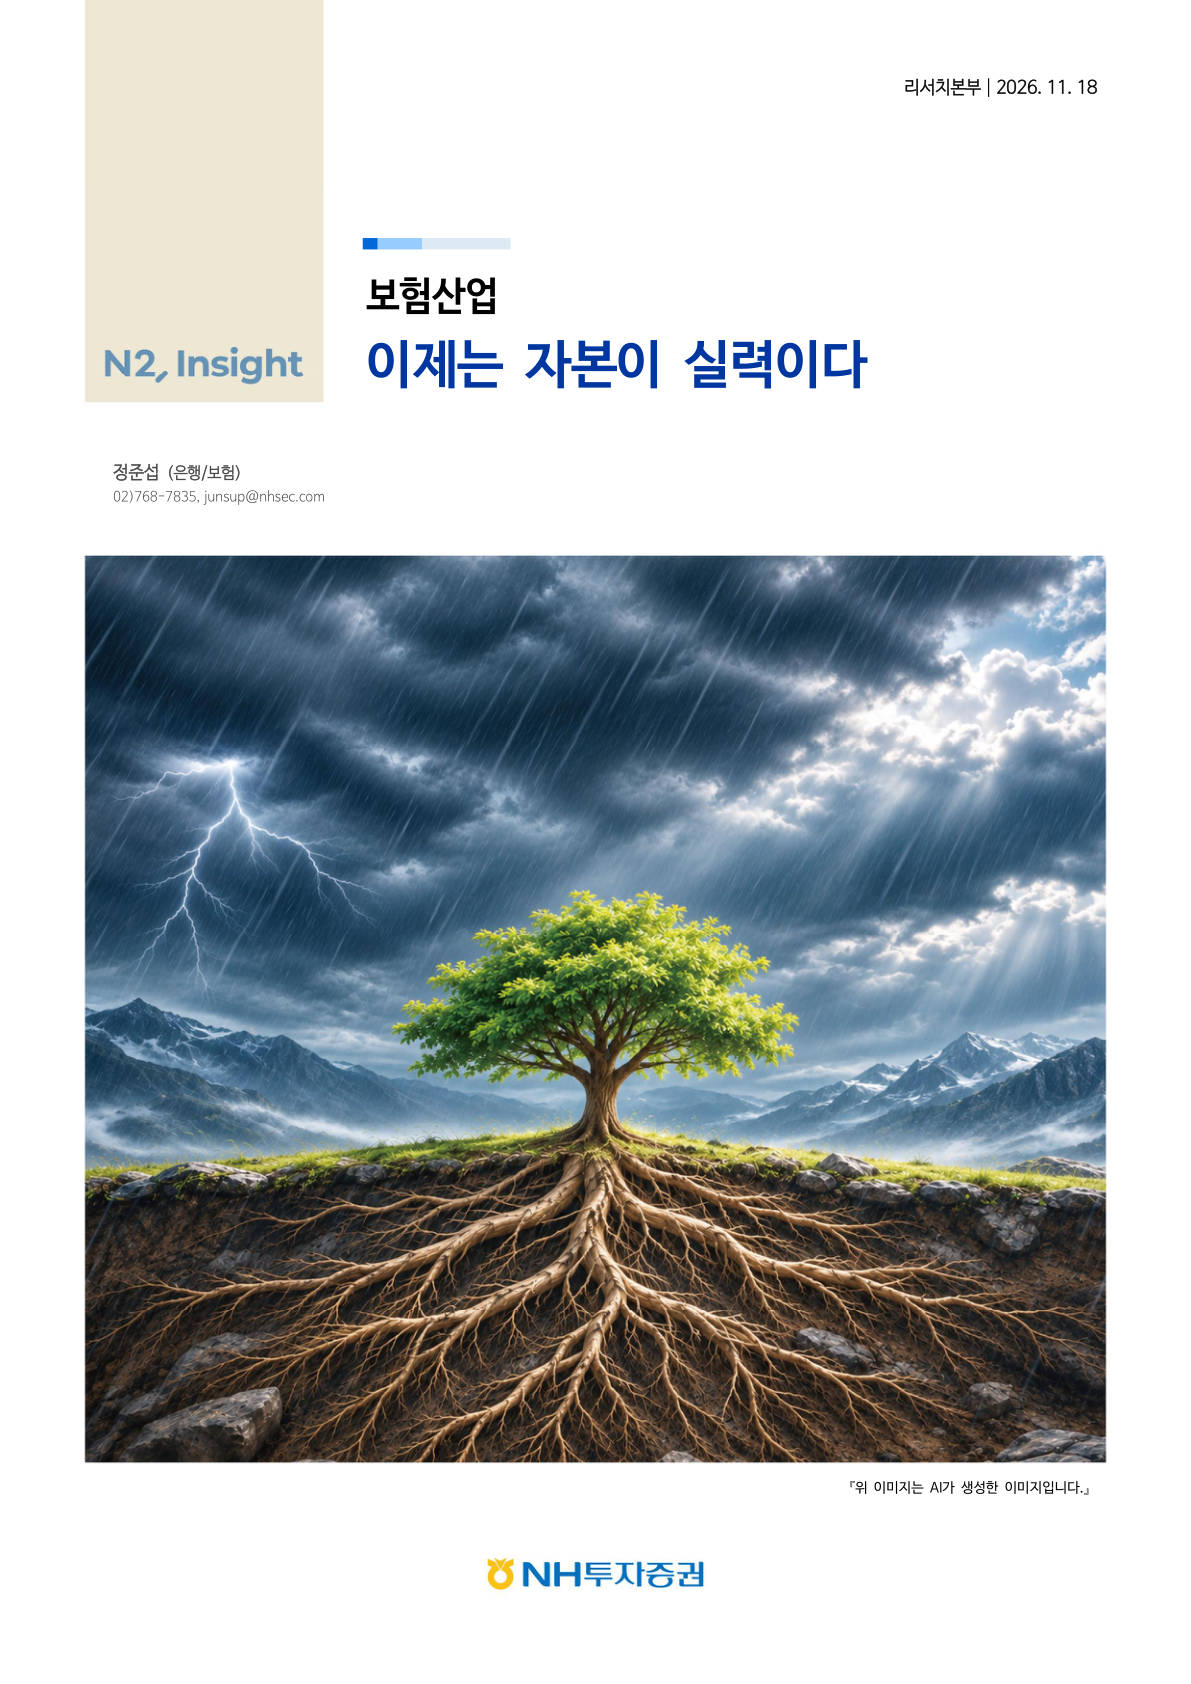 리서치본부 | 2026. 11. 18
보험산업
이제는 자본이 실력이다
N2, Insight
정준섭 (은행/보험)
02)768-7835, junsup@nhsec.com
『위 이미지는 AI가 생성한 이미지입니다.』
NH투자증권